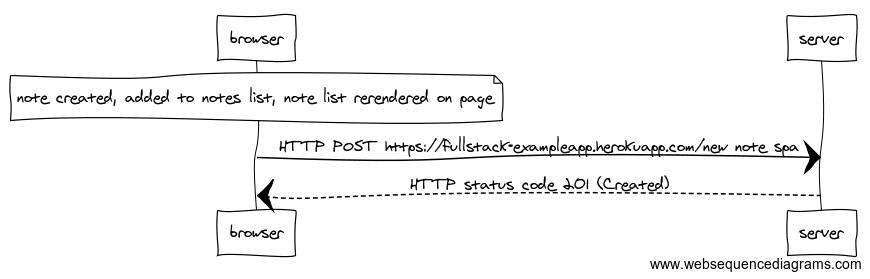 browser
server
note created, added to notes list, note list rerendered on page
HTTP POST https://fullstack-exampleapp.herokuapp.com/new note spa
HTTP status code 201 (Created)
browser
server
www.websequencediagrams.com